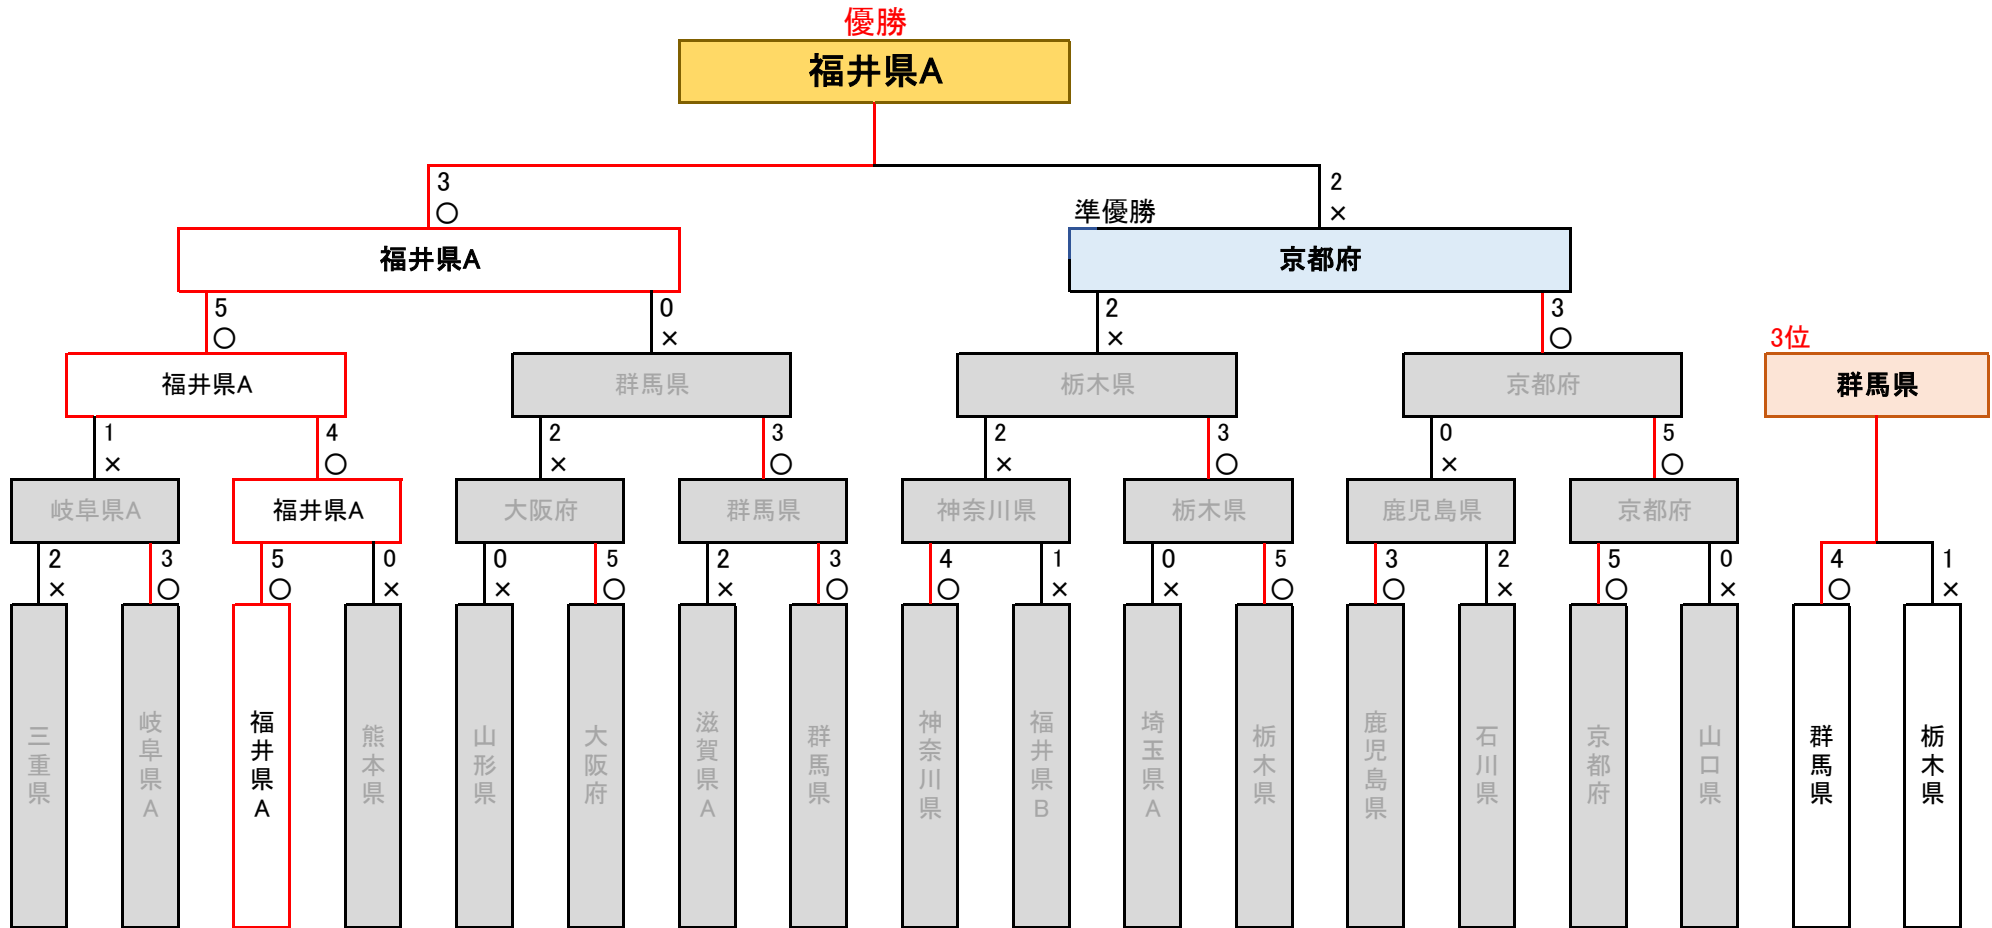 優勝
福井県A
3 2
○ 準優勝 ×
福井県A 京都府
5 0 2 3
○ × × ○ 3位
福井県A 群馬県 栃木県 京都府 群馬県
1 4 2 3 2 3 0 5
× ○ × ○ × ○ × ○
岐阜県A 福井県A 大阪府 群馬県 神奈川県 栃木県 鹿児島県 京都府
2 3 5 0 0 5 2 3 4 1 0 5 3 2 5 0 4 1
× ○ ○ × × ○ × ○ ○ × × ○ ○ × ○ × ○ ×
三重県
岐阜県A
福井県A
熊本県
山形県
大阪府
滋賀県A
群馬県
神奈川県
福井県B
埼玉県A
栃木県
鹿児島県
石川県
京都府
山口県
群馬県
栃木県